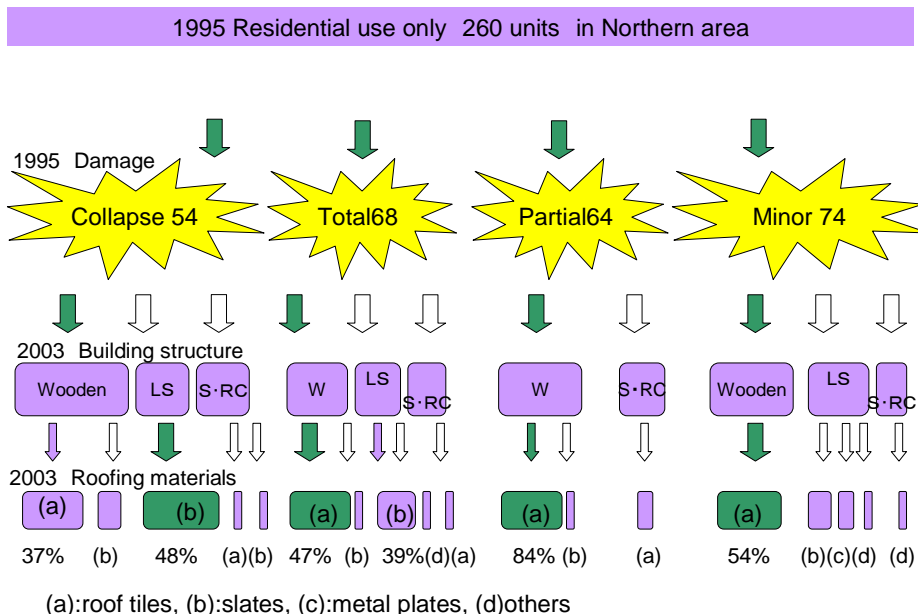 1995 Residential use only 260 units in Northern area
1995 Damage
Collapse 54 Total68 Partial64 Minor 74
2003 Building structure
Wooden LS S･RC W LS S･RC W S･RC Wooden LS S･RC
2003 Roofing materials
(a) (b) (a) (b) (a) (a)
37% (b) 48% (a)(b) 47% (b) 39%(d)(a) 84% (b) (a) 54% (b)(c)(d) (d)
(a):roof tiles, (b):slates, (c):metal plates, (d)others